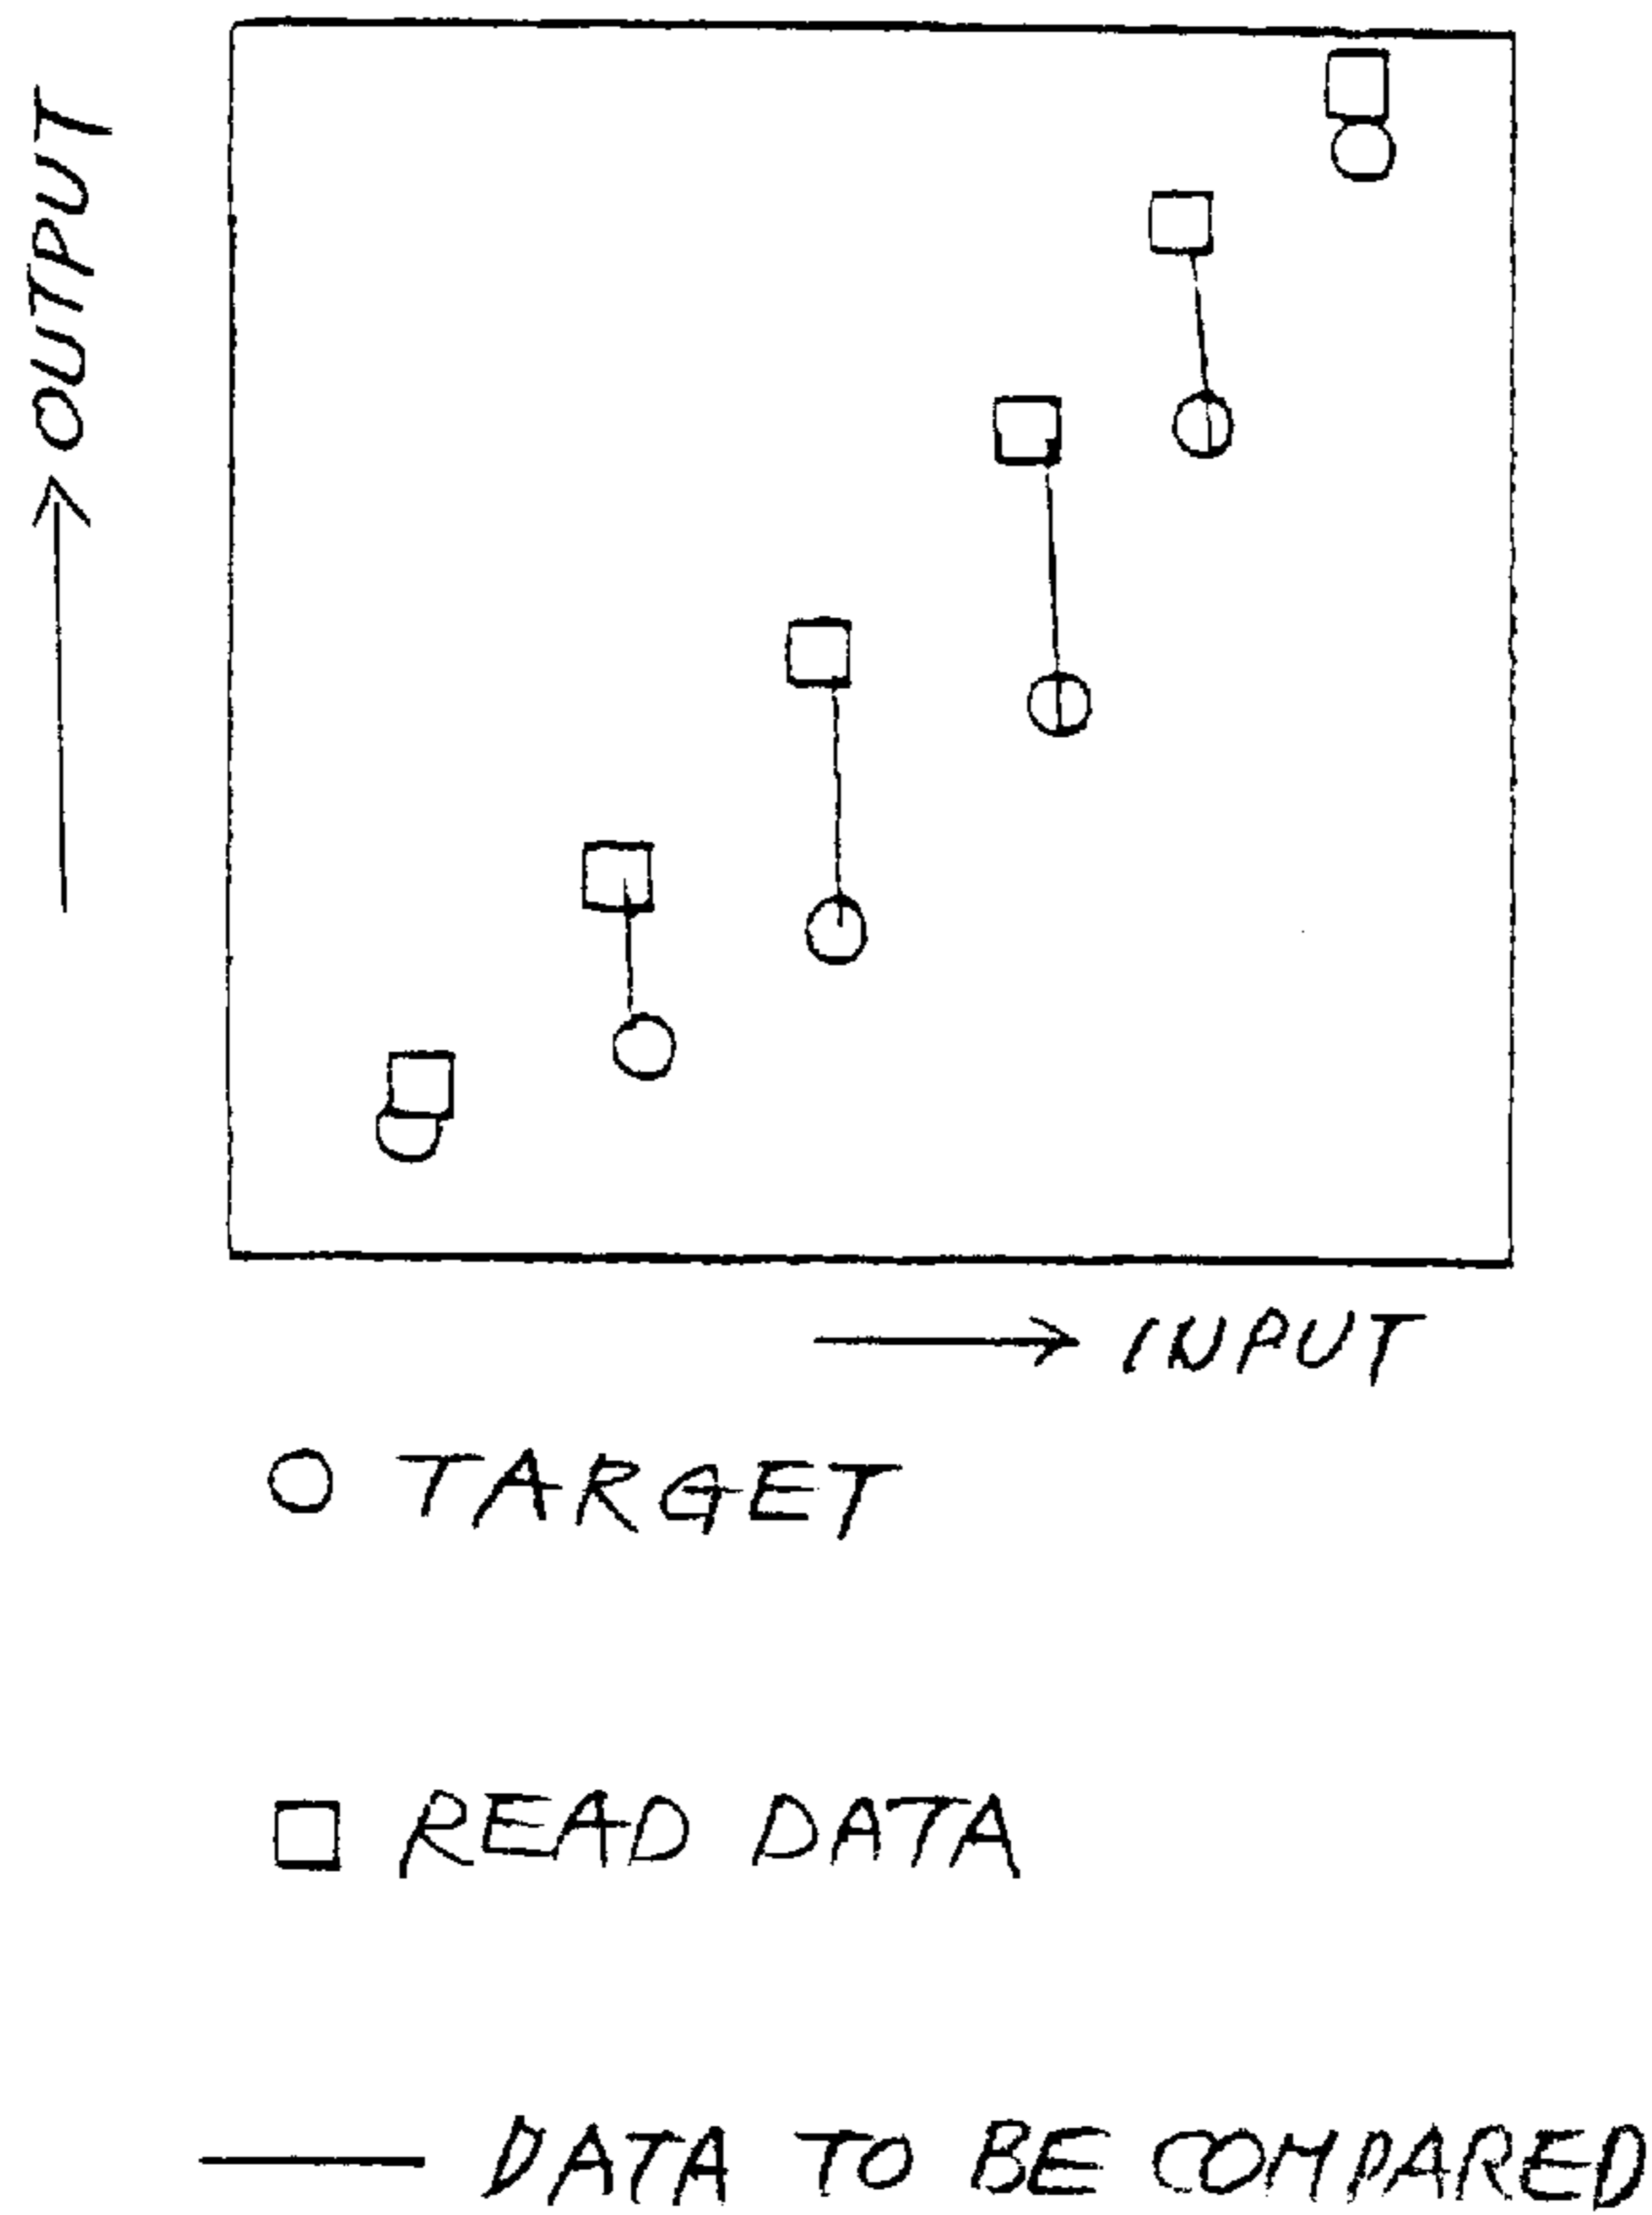 OUTPUT
INPUT
TARGET
READ DATA
DATA TO BE COMPARED